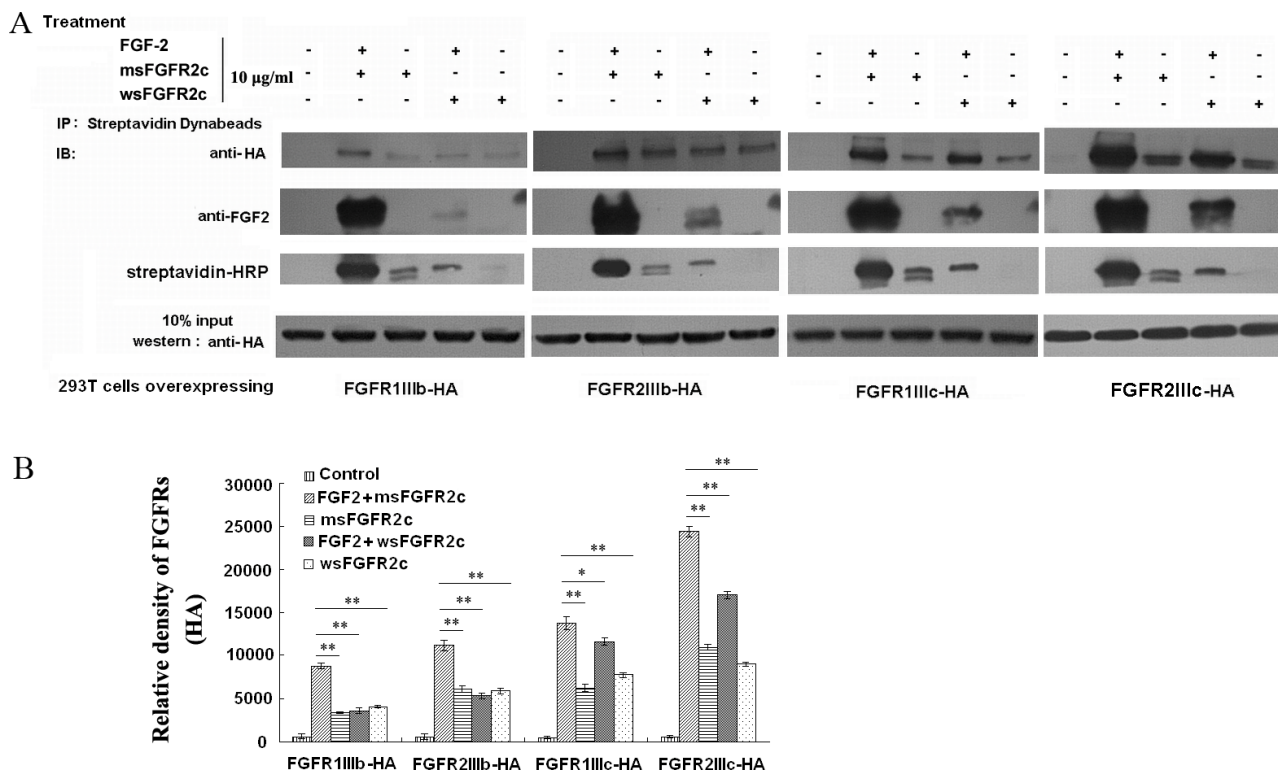 A Treatment
FGF-2 - + - + - - + - + - - + - + - - + - + -
msFGFR2c 10 µg/ml - + + - - + + - - + + - - + +
wsFGFR2c - - - + + - - - + + - - - + + - - - + +
IP: Streptavidin Dynabeads
IB: anti-HA
anti-FGF2
streptavidin-HRP
10% input
western : anti-HA
293T cells overexpressing FGFR1IIIb-HA FGFR2IIIb-HA FGFR1IIIc-HA FGFR2IIIc-HA
B
Relative density of FGFRs
(HA)
30000
25000
20000
15000
10000
5000
0
Control
FGF2+msFGFR2c
msFGFR2c
FGF2+wsFGFR2c
wsFGFR2c
** ** **
** ** **
** * **
** ** **
FGFR1IIIb-HA FGFR2IIIb-HA FGFR1IIIc-HA FGFR2IIIc-HA